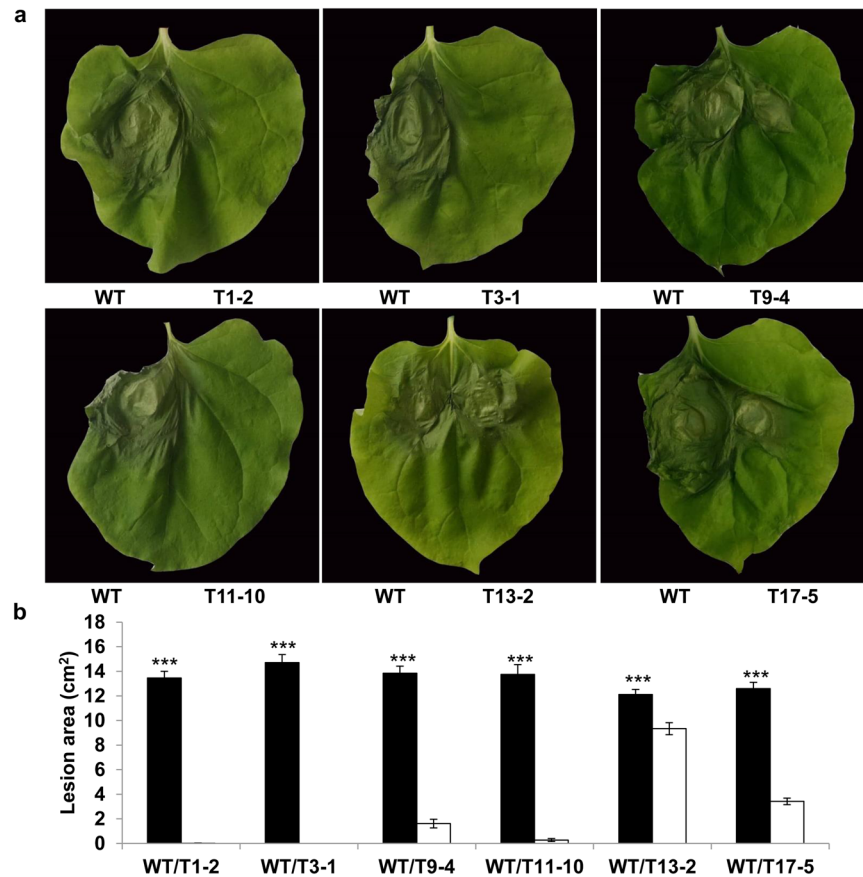 a
WT T1-2 WT T3-1 WT T9-4
WT T11-10 WT T13-2 WT T17-5
b
Lesion area (cm²)
18
16
14
12
10
8
6
4
2
0
*** *** *** *** *** ***
WT/T1-2 WT/T3-1 WT/T9-4 WT/T11-10 WT/T13-2 WT/T17-5